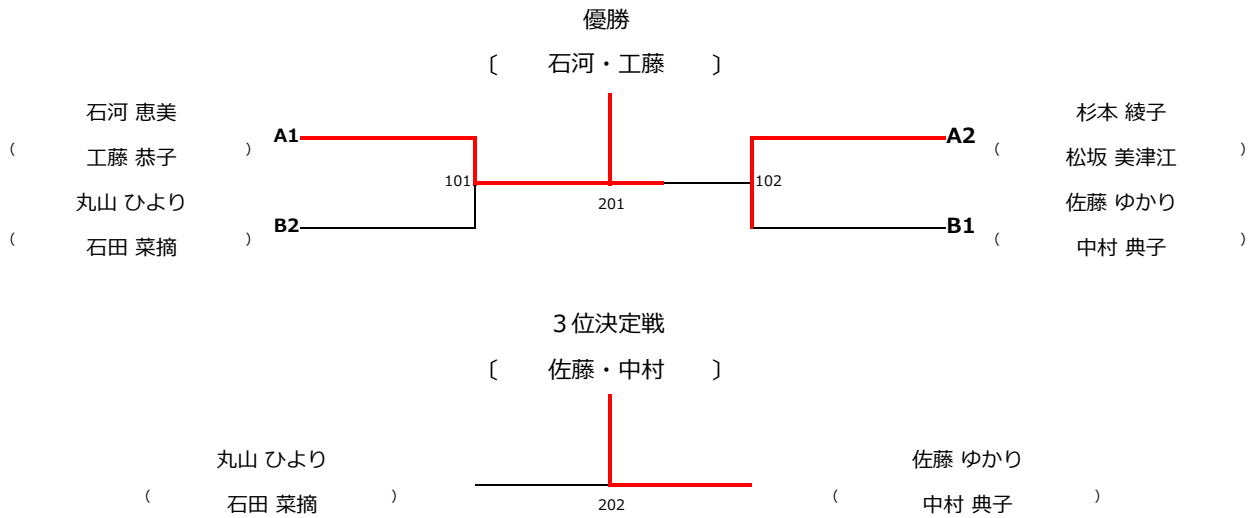 優勝
〔 石河・工藤 〕
石河 恵美
A1
（ 工藤 恭子 ）
丸山 ひより
B2
（ 石田 菜摘 ）
101
201
102
杉本 綾子
A2
（ 松坂 美津江 ）
佐藤 ゆかり
B1
（ 中村 典子 ）
３位決定戦
〔 佐藤・中村 〕
丸山 ひより
（ 石田 菜摘 ）
202
佐藤 ゆかり
（ 中村 典子 ）